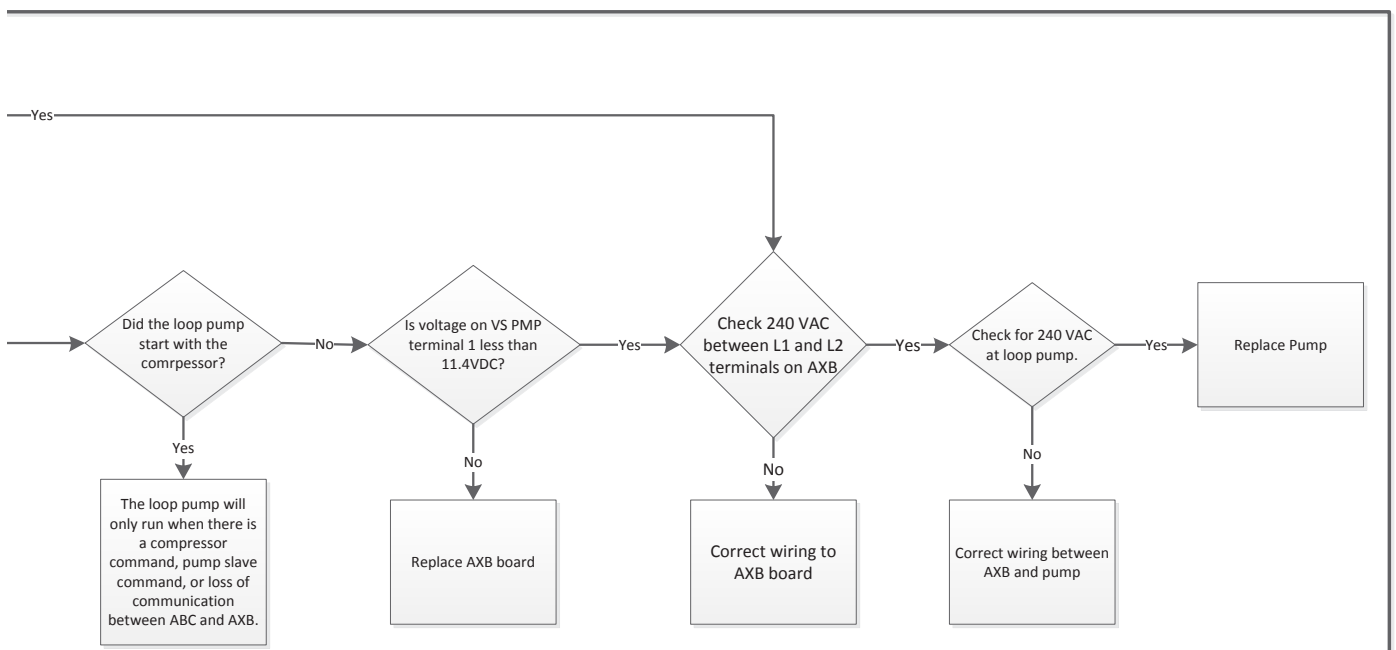 Yes
Did the loop pump
start with the
comrpessor?
No
Is voltage on VS PMP
terminal 1 less than
11.4VDC?
Yes
Check 240 VAC
between L1 and L2
terminals on AXB
Yes
Check for 240 VAC
at loop pump.
Yes
Replace Pump
Yes
No
No
No
The loop pump will
only run when there is
a compressor
command, pump slave
command, or loss of
communication
between ABC and AXB.
Replace AXB board
Correct wiring to
AXB board
Correct wiring between
AXB and pump